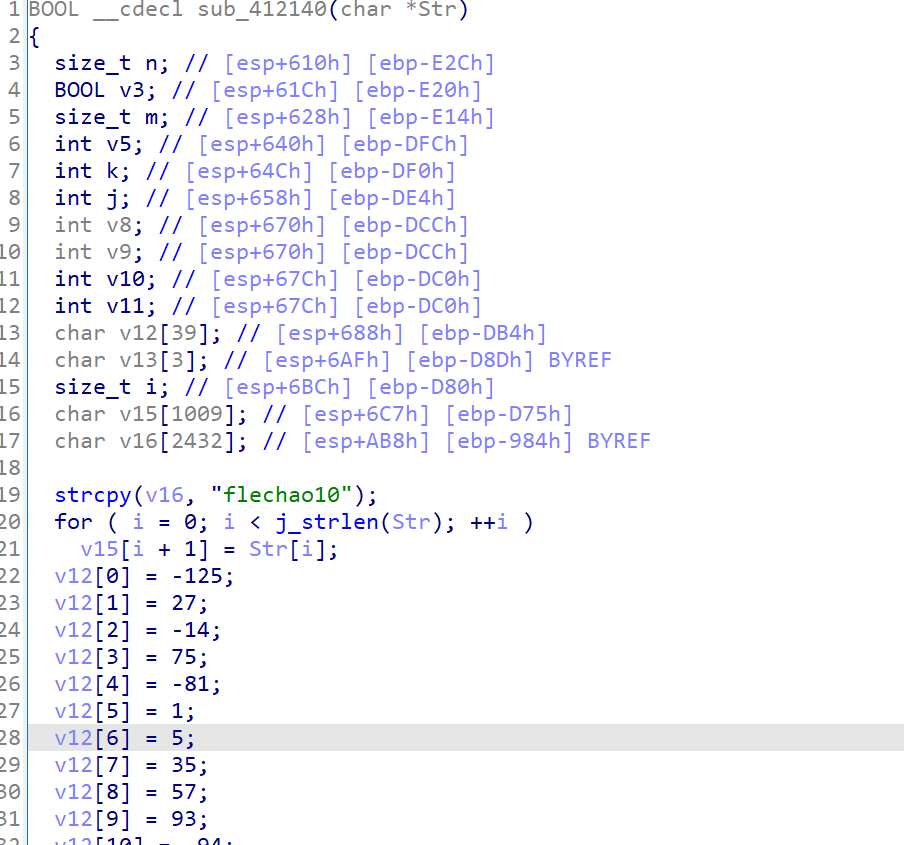 1 BOOL __cdecl sub_412140(char *Str)
2 {
3 size_t n; // [esp+610h] [ebp-E2Ch]
4 BOOL v3; // [esp+61Ch] [ebp-E20h]
5 size_t m; // [esp+628h] [ebp-E14h]
6 int v5; // [esp+640h] [ebp-DFCh]
7 int k; // [esp+64Ch] [ebp-DF0h]
8 int j; // [esp+658h] [ebp-DE4h]
9 int v8; // [esp+670h] [ebp-DCCh]
10 int v9; // [esp+670h] [ebp-DCCh]
11 int v10; // [esp+67Ch] [ebp-DC0h]
12 int v11; // [esp+67Ch] [ebp-DC0h]
13 char v12[39]; // [esp+688h] [ebp-DB4h]
14 char v13[3]; // [esp+6AFh] [ebp-D8Dh] BYREF
15 size_t i; // [esp+6BCh] [ebp-D80h]
16 char v15[1009]; // [esp+6C7h] [ebp-D75h]
17 char v16[2432]; // [esp+AB8h] [ebp-984h] BYREF
18
19 strcpy(v16, "flechao10");
20 for ( i = 0; i < j_strlen(Str); ++i )
21 v15[i + 1] = Str[i];
22 v12[0] = -125;
23 v12[1] = 27;
24 v12[2] = -14;
25 v12[3] = 75;
26 v12[4] = -81;
27 v12[5] = 1;
28 v12[6] = 5;
29 v12[7] = 35;
30 v12[8] = 57;
31 v12[9] = 93;
32 v12[10] = -94;